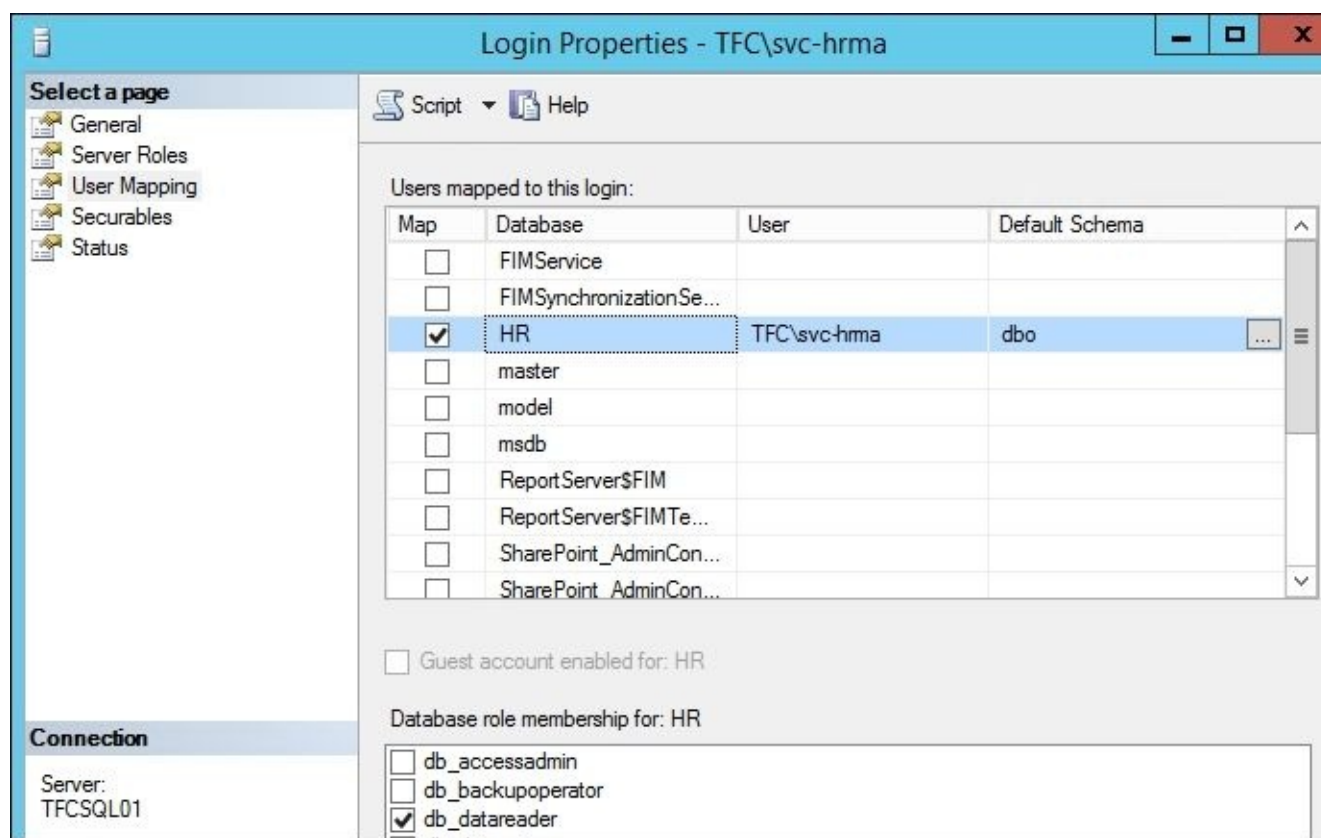 Login Properties - TFC\svc-hrma
Select a page
General
Server Roles
User Mapping
Securables
Status
Script Help
Users mapped to this login:
Map Database User Default Schema
FIMService
FIMSynchronizationSe...
HR TFC\svc-hrma dbo ...
master
model
msdb
ReportServer$FIM
ReportServer$FIMTe...
SharePoint_AdminCon...
SharePoint_AdminCon...
Guest account enabled for: HR
Database role membership for: HR
db_accessadmin
db_backupoperator
db_datareader
Connection
Server:
TFCSQL01